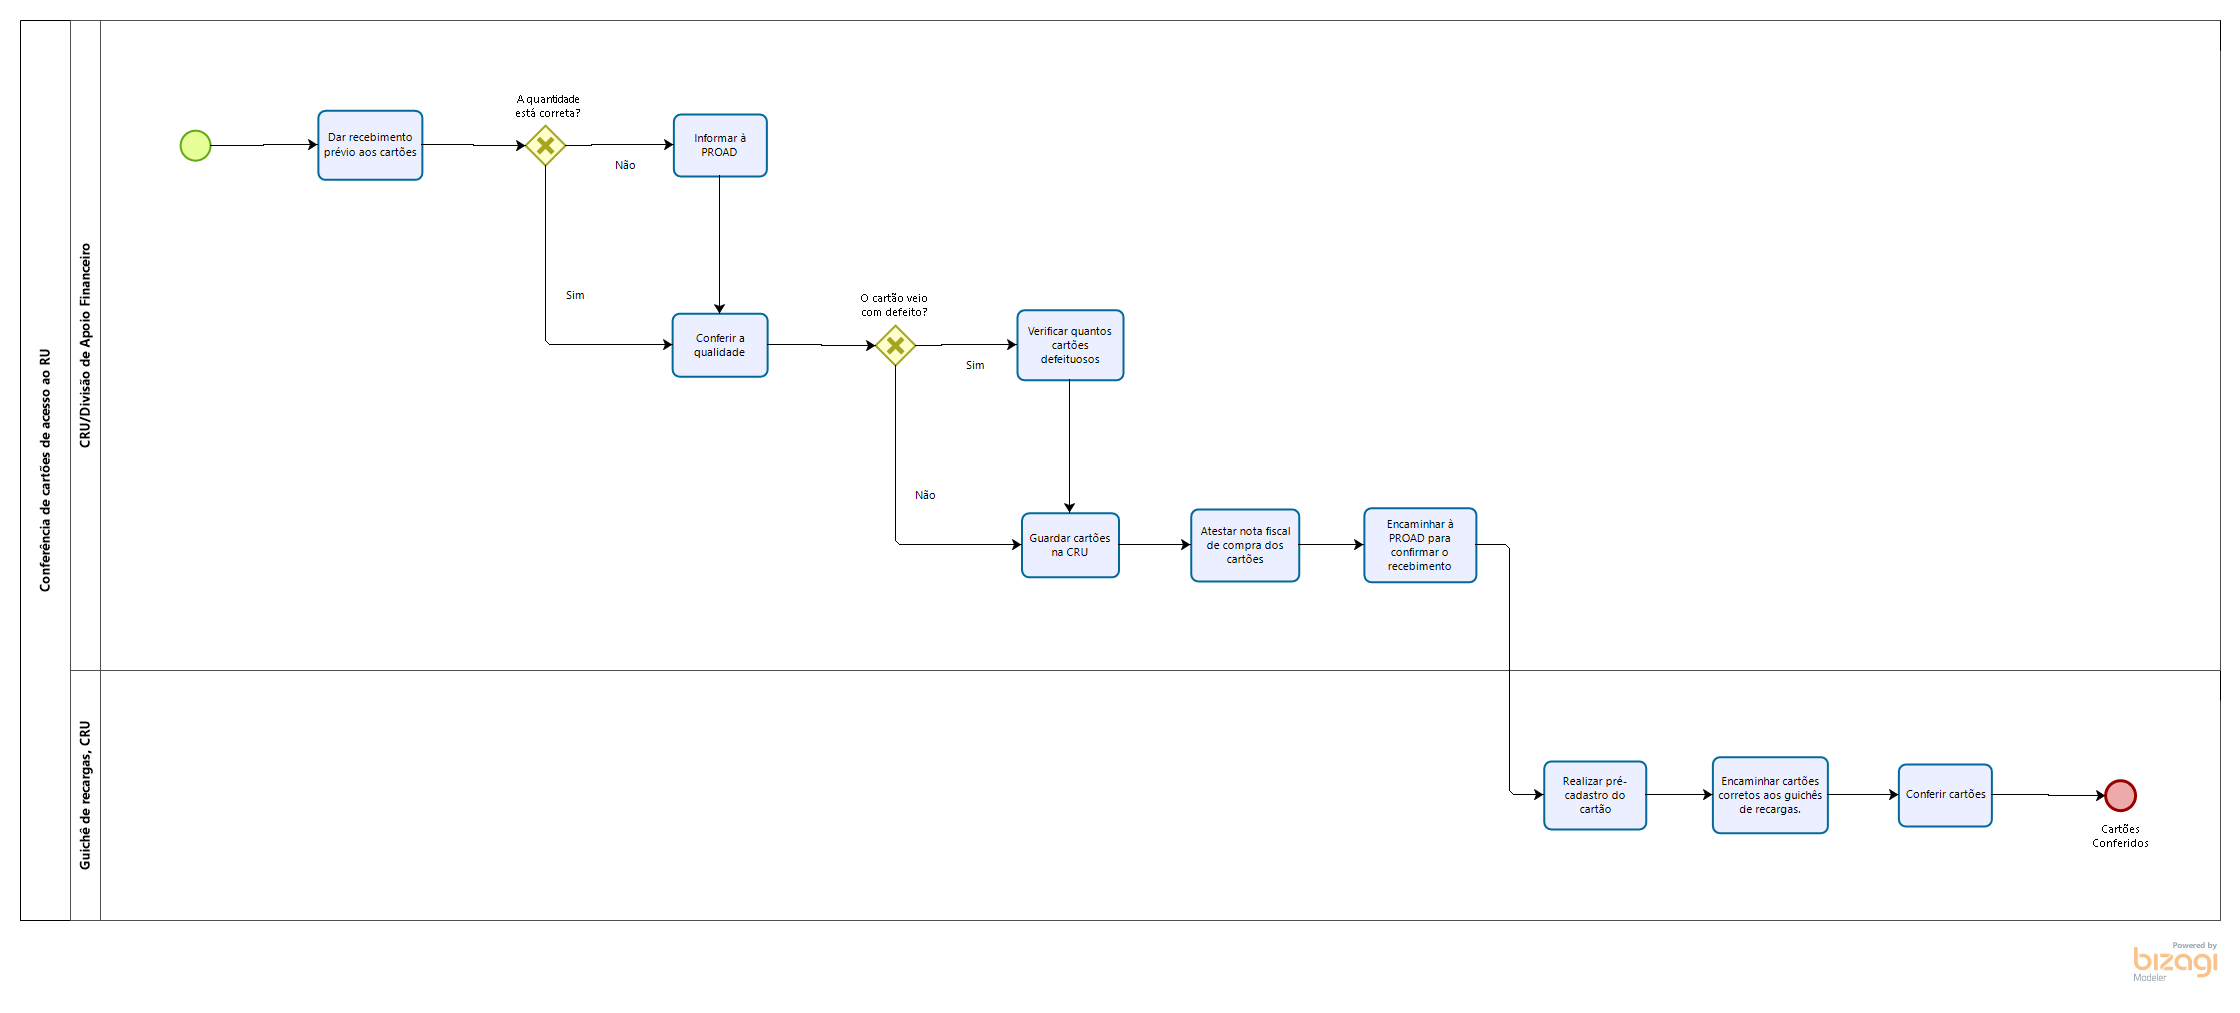 Conferência de cartões de acesso ao RU
CRU/Divisão de Apoio Financeiro
Dar recebimento
prévio aos cartões
A quantidade
está correta?
Não
Informar à
PROAD
Sim
Conferir a
qualidade
O cartão veio
com defeito?
Sim
Verificar quantos
cartões
defeituosos
Não
Guardar cartões
na CRU
Atestar nota fiscal
de compra dos
cartões
Encaminhar à
PROAD para
confirmar o
recebimento
Guichê de recargas, CRU
Realizar pré-
cadastro do
cartão
Encaminhar cartões
corretos aos guichês
de recargas.
Conferir cartões
Cartões
Conferidos
Powered by
bizagi
Modeler